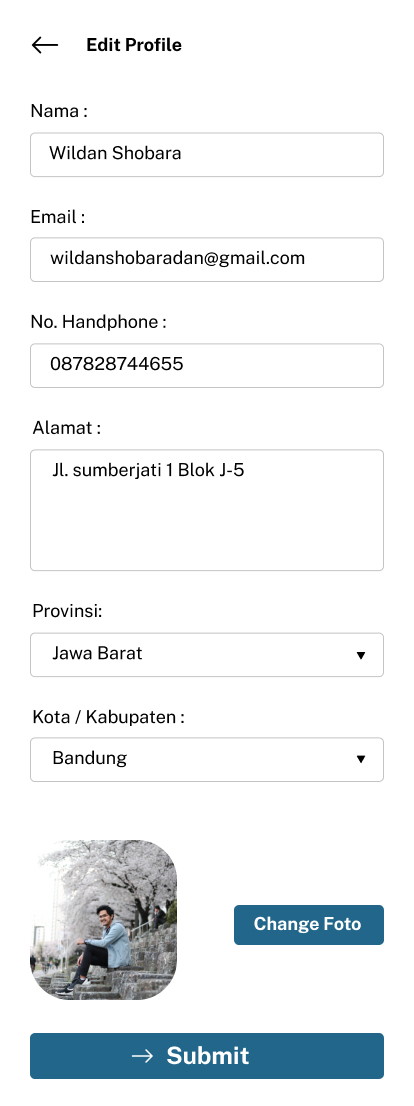 Edit Profile
Nama :
Wildan Shobara
Email :
wildanshobaradan@gmail.com
No. Handphone :
087828744655
Alamat :
Jl. sumberjati 1 Blok J-5
Provinsi:
Jawa Barat
Kota / Kabupaten :
Bandung
Change Foto
Submit